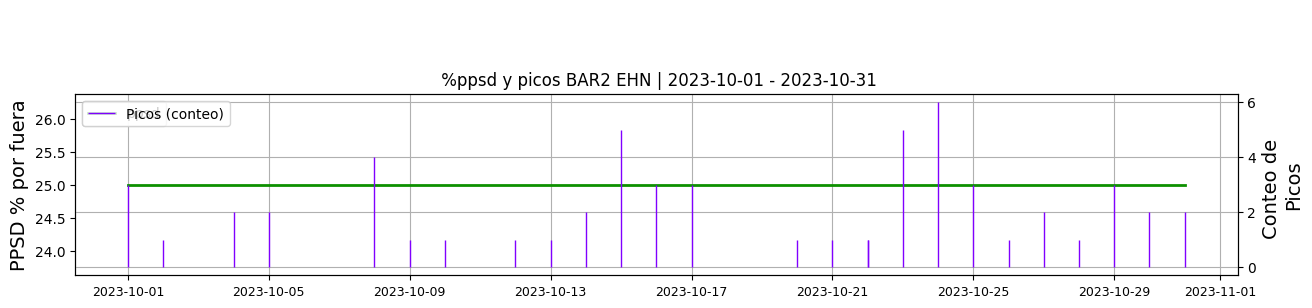 %ppsd y picos BAR2 EHN | 2023-10-01 - 2023-10-31
Picos (conteo)
PPSD % por fuera
26.0
25.5
25.0
24.5
24.0
6
4
2
0
Conteo de
Picos
2023-10-01 2023-10-05 2023-10-09 2023-10-13 2023-10-17 2023-10-21 2023-10-25 2023-10-29 2023-11-01